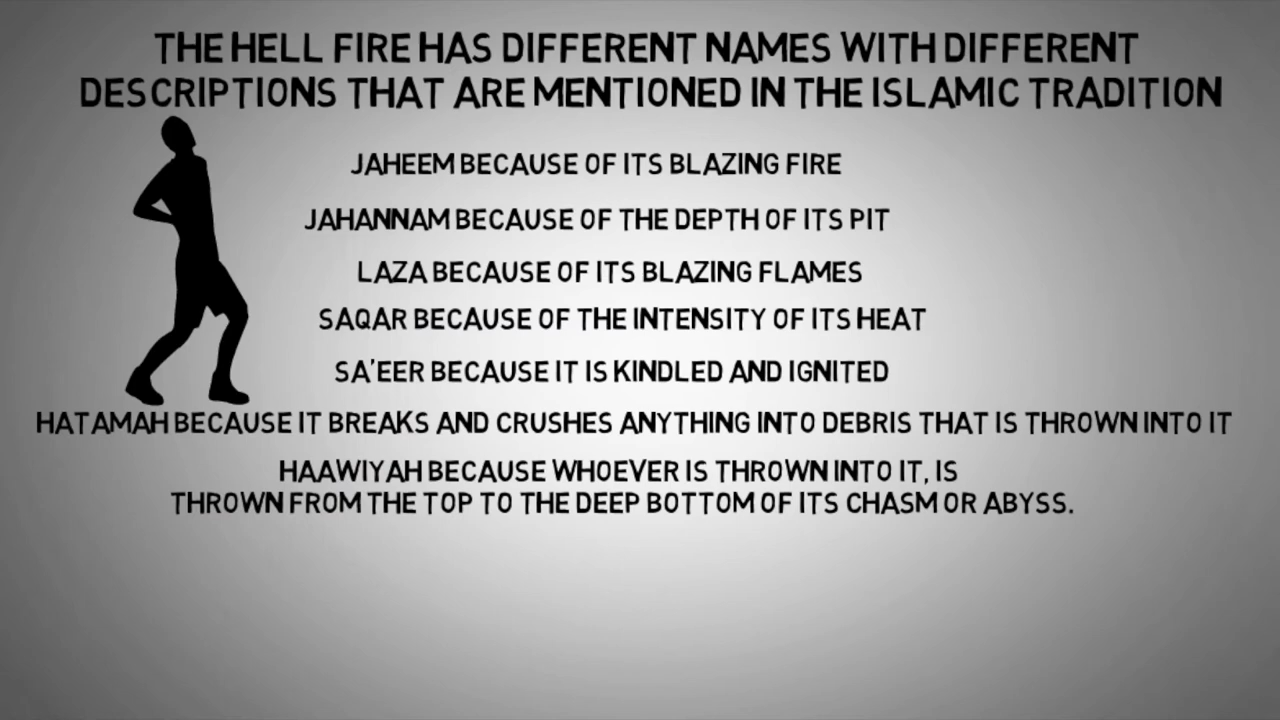 THE HELL FIRE HAS DIFFERENT NAMES WITH DIFFERENT
DESCRIPTIONS THAT ARE MENTIONED IN THE ISLAMIC TRADITION
JAHEEM BECAUSE OF ITS BLAZING FIRE
JAHANNAM BECAUSE OF THE DEPTH OF ITS PIT
LAZA BECAUSE OF ITS BLAZING FLAMES
SAQAR BECAUSE OF THE INTENSITY OF ITS HEAT
SA'EER BECAUSE IT IS KINDLED AND IGNITED
HATAMAH BECAUSE IT BREAKS AND CRUSHES ANYTHING INTO DEBRIS THAT IS THROWN INTO IT
HAAWIYAH BECAUSE WHOEVER IS THROWN INTO IT, IS
THROWN FROM THE TOP TO THE DEEP BOTTOM OF ITS CHASM OR ABYSS.